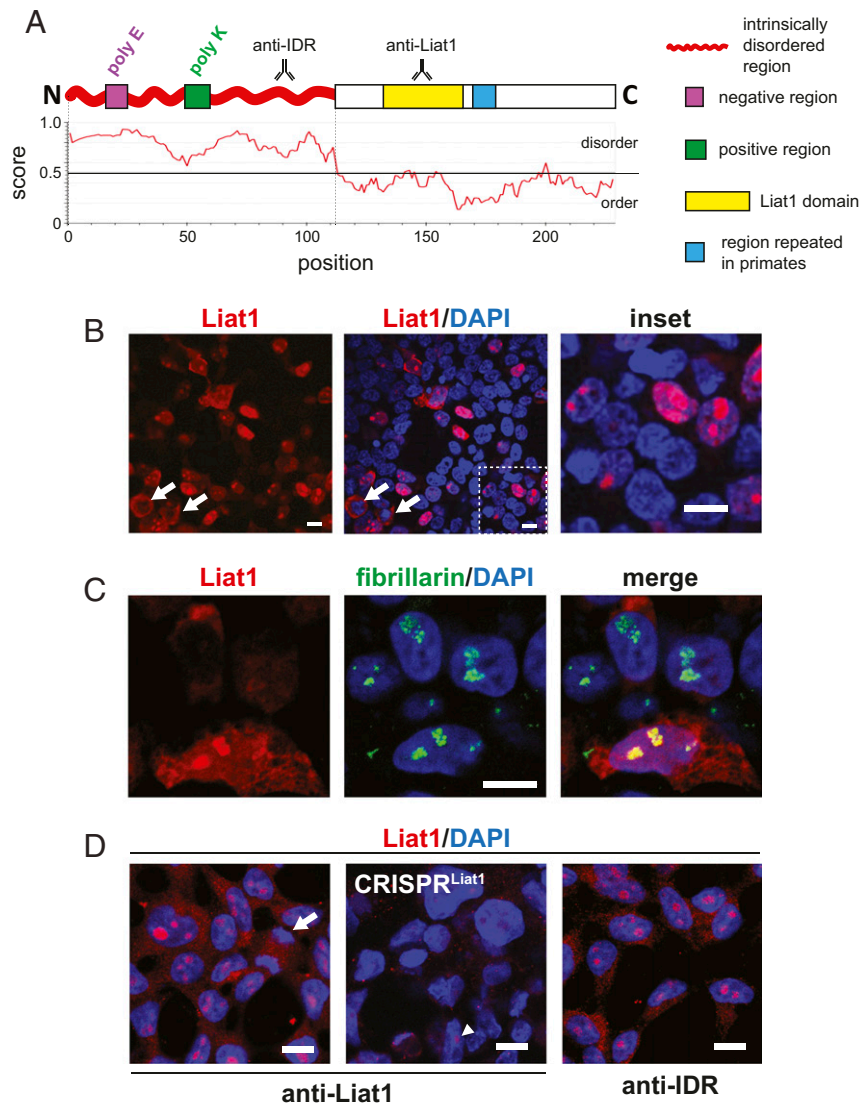 A
poly E
poly K
anti-IDR
anti-Liat1
N
C
intrinsically
disordered
region
negative region
positive region
Liat1 domain
region repeated
in primates
score
1.0
0.5
0
disorder
order
0
50
100
150
200
position
B
Liat1
Liat1/DAPI
inset
C
Liat1
fibrillarin/DAPI
merge
D
Liat1/DAPI
CRISPRLiat1
anti-Liat1
anti-IDR